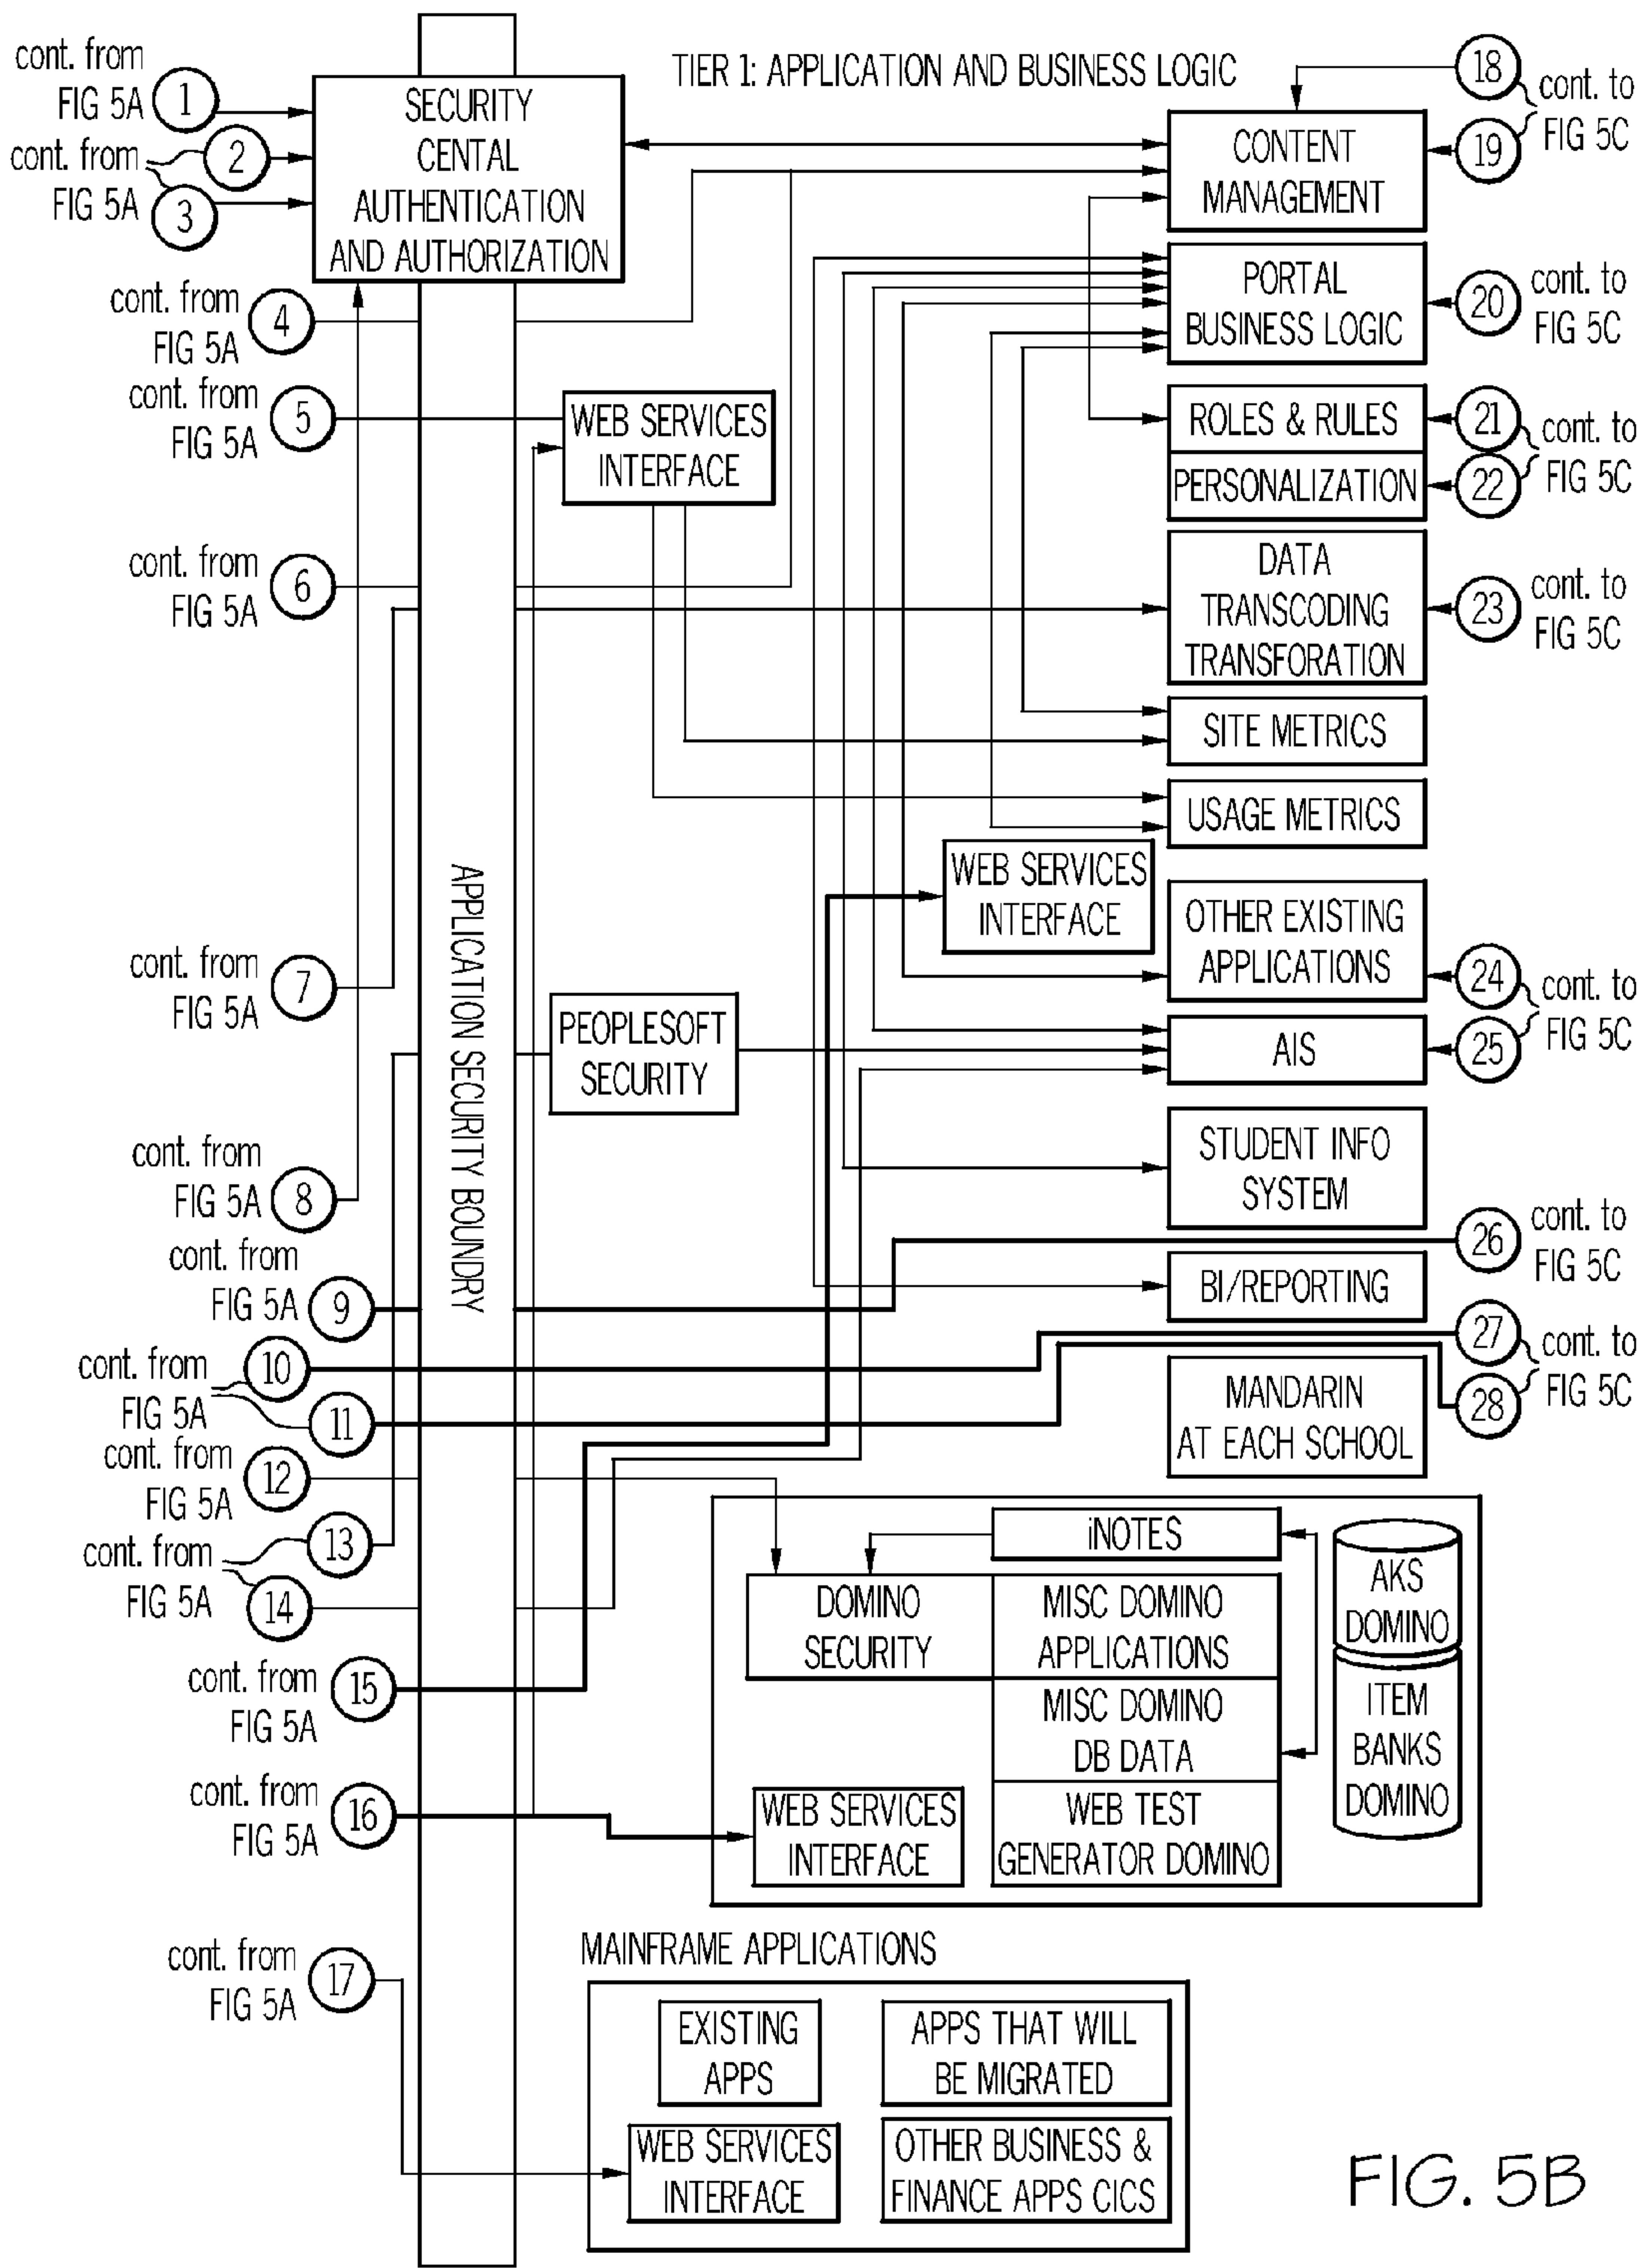 TIER 1: APPLICATION AND BUSINESS LOGIC
cont. from
FIG 5A
1
cont. from
FIG 5A
2
3
SECURITY
CENTAL
AUTHENTICATION
AND AUTHORIZATION
18
19
cont. to
FIG 5C
CONTENT
MANAGEMENT
cont. from
FIG 5A
4
PORTAL
BUSINESS LOGIC
20
cont. to
FIG 5C
cont. from
FIG 5A
5
WEB SERVICES
INTERFACE
ROLES & RULES
PERSONALIZATION
21
22
cont. to
FIG 5C
cont. from
FIG 5A
6
DATA
TRANSCODING
TRANSFORATION
23
cont. to
FIG 5C
SITE METRICS
USAGE METRICS
APPLICATION SECURITY BOUNDRY
WEB SERVICES
INTERFACE
OTHER EXISTING
APPLICATIONS
24
25
cont. to
FIG 5C
cont. from
FIG 5A
7
PEOPLESOFT
SECURITY
AIS
cont. from
FIG 5A
8
STUDENT INFO
SYSTEM
26
cont. to
FIG 5C
cont. from
FIG 5A
9
BI/REPORTING
27
28
cont. to
FIG 5C
cont. from
FIG 5A
10
11
MANDARIN
AT EACH SCHOOL
cont. from
FIG 5A
12
cont. from
FIG 5A
13
14
iNOTES
DOMINO
SECURITY
MISC DOMINO
APPLICATIONS
MISC DOMINO
DB DATA
WEB TEST
GENERATOR DOMINO
AKS
DOMINO
ITEM
BANKS
DOMINO
cont. from
FIG 5A
15
cont. from
FIG 5A
16
WEB SERVICES
INTERFACE
MAINFRAME APPLICATIONS
cont. from
FIG 5A
17
EXISTING
APPS
APPS THAT WILL
BE MIGRATED
WEB SERVICES
INTERFACE
OTHER BUSINESS &
FINANCE APPS CICS
FIG. 5B